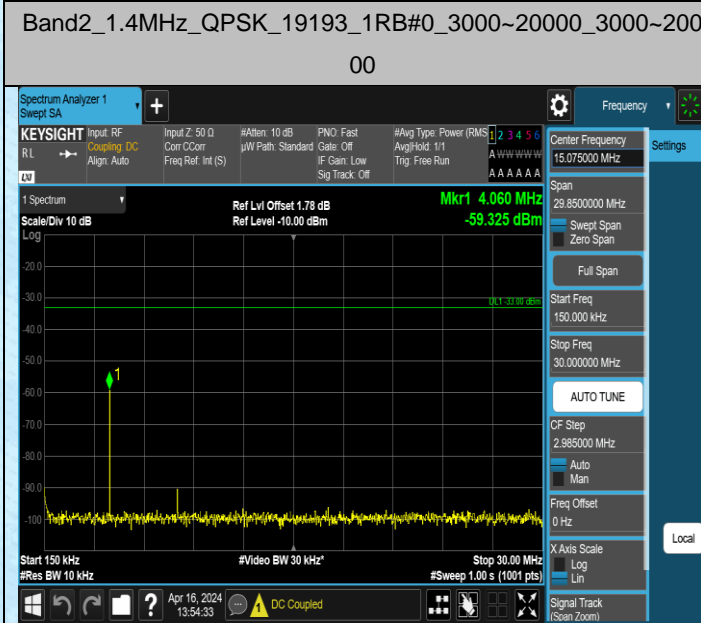 Band2_1.4MHz_QPSK_19193_1RB#0_3000~20000_3000~200
00
Spectrum Analyzer 1
Swept SA
+
Frequency
KEYSIGHT
RL
LXI
Input: RF
Coupling: DC
Align: Auto
Input Z: 50 Ω
Corr CCorr
Freq Ref: Int (S)
#Atten: 10 dB
µW Path: Standard
PNO: Fast
Gate: Off
IF Gain: Low
Sig Track: Off
#Avg Type: Power (RMS
Avg|Hold: 1/1
Trig: Free Run
1 2 3 4 5 6
A W W W W W
A A A A A A
1 Spectrum
Scale/Div 10 dB
Log
Ref Lvl Offset 1.78 dB
Ref Level -10.00 dBm
Mkr1 4.060 MHz
-59.325 dBm
-20.0
-30.0
DL1 -33.00 dBm
-40.0
-50.0
1
-60.0
-70.0
-80.0
-90.0
-100
Start 150 kHz
#Res BW 10 kHz
#Video BW 30 kHz*
Stop 30.00 MHz
#Sweep 1.00 s (1001 pts)
?
Apr 16, 2024
13:54:33
DC Coupled
Center Frequency
15.075000 MHz
Settings
Span
29.8500000 MHz
Swept Span
Zero Span
Full Span
Start Freq
150.000 kHz
Stop Freq
30.000000 MHz
AUTO TUNE
CF Step
2.985000 MHz
Auto
Man
Freq Offset
0 Hz
Local
X Axis Scale
Log
Lin
Signal Track
(Span Zoom)